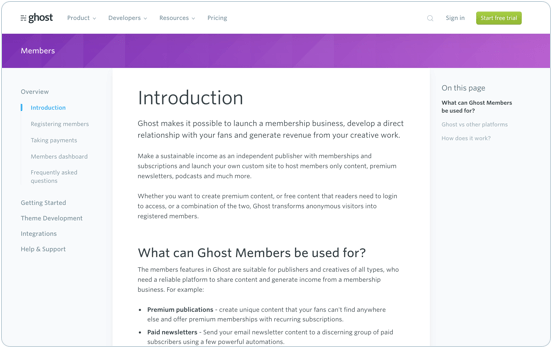 ghost Product Developers Resources Pricing Sign in Start free trial
Members
Overview
Introduction
Registering members
Taking payments
Members dashboard
Frequently asked
questions
Getting Started
Theme Development
Integrations
Help & Support
Introduction
Ghost makes it possible to launch a membership business, develop a direct
relationship with your fans and generate revenue from your creative work.
Make a sustainable income as an independent publisher with memberships and
subscriptions and launch your own custom site to host members only content, premium
newsletters, podcasts and much more.
Whether you want to create premium content, or free content that readers need to login
to access, or a combination of the two, Ghost transforms anonymous visitors into
registered members.
What can Ghost Members be used for?
The members features in Ghost are suitable for publishers and creatives of all types, who
need a reliable platform to share content and generate income from a membership
business. For example:
• Premium publications - create unique content that your fans can't find anywhere
else and offer premium memberships with recurring subscriptions.
• Paid newsletters - Send your email newsletter content to a discerning group of paid
subscribers using a few powerful automations.
On this page
What can Ghost Members
be used for?
Ghost vs other platforms
How does it work?